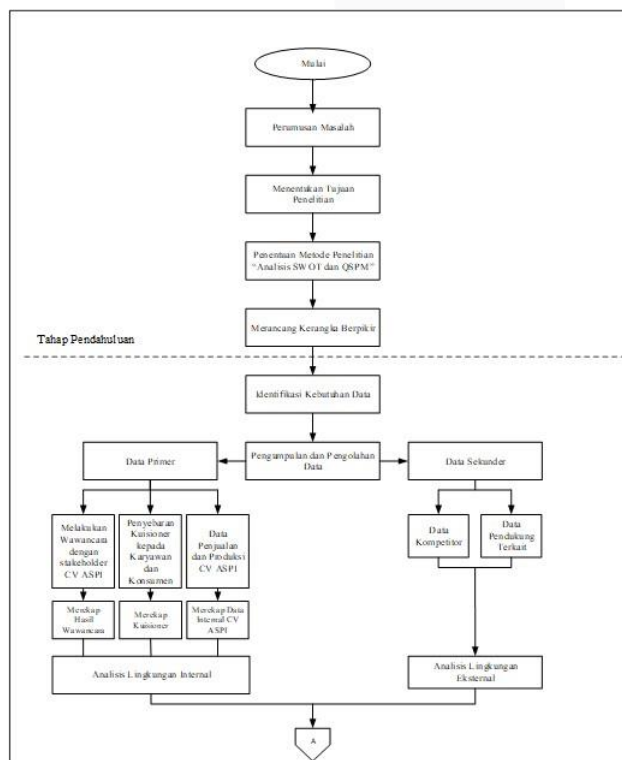 Mulai
Perumusan Masalah
Menentukan Tujuan
Penelitian
Penentuan Metode Penelitian
“Analisis SWOT dan QSPM”
Merancang Kerangka Berpikir
Tahap Pendahuluan
Identifikasi Kebutuhan Data
Pengumpulan dan Pengolahan
Data
Data Primer
Data Sekunder
Melakukan
Wawancara
dengan
stakeholder
CV ASPI
Penyebaran
Kuisioner
kepada
Karyawan
dan
Konsumen
Data
Penjualan
dan Produksi
CV ASPI
Data
Kompetitor
Data
Pendukung
Terkait
Merekap
Hasil
Wawancara
Merekap
Kuisioner
Merekap Data
Internal CV
ASPI
Analisis Lingkungan Internal
Analisis Lingkungan
Eksternal
A